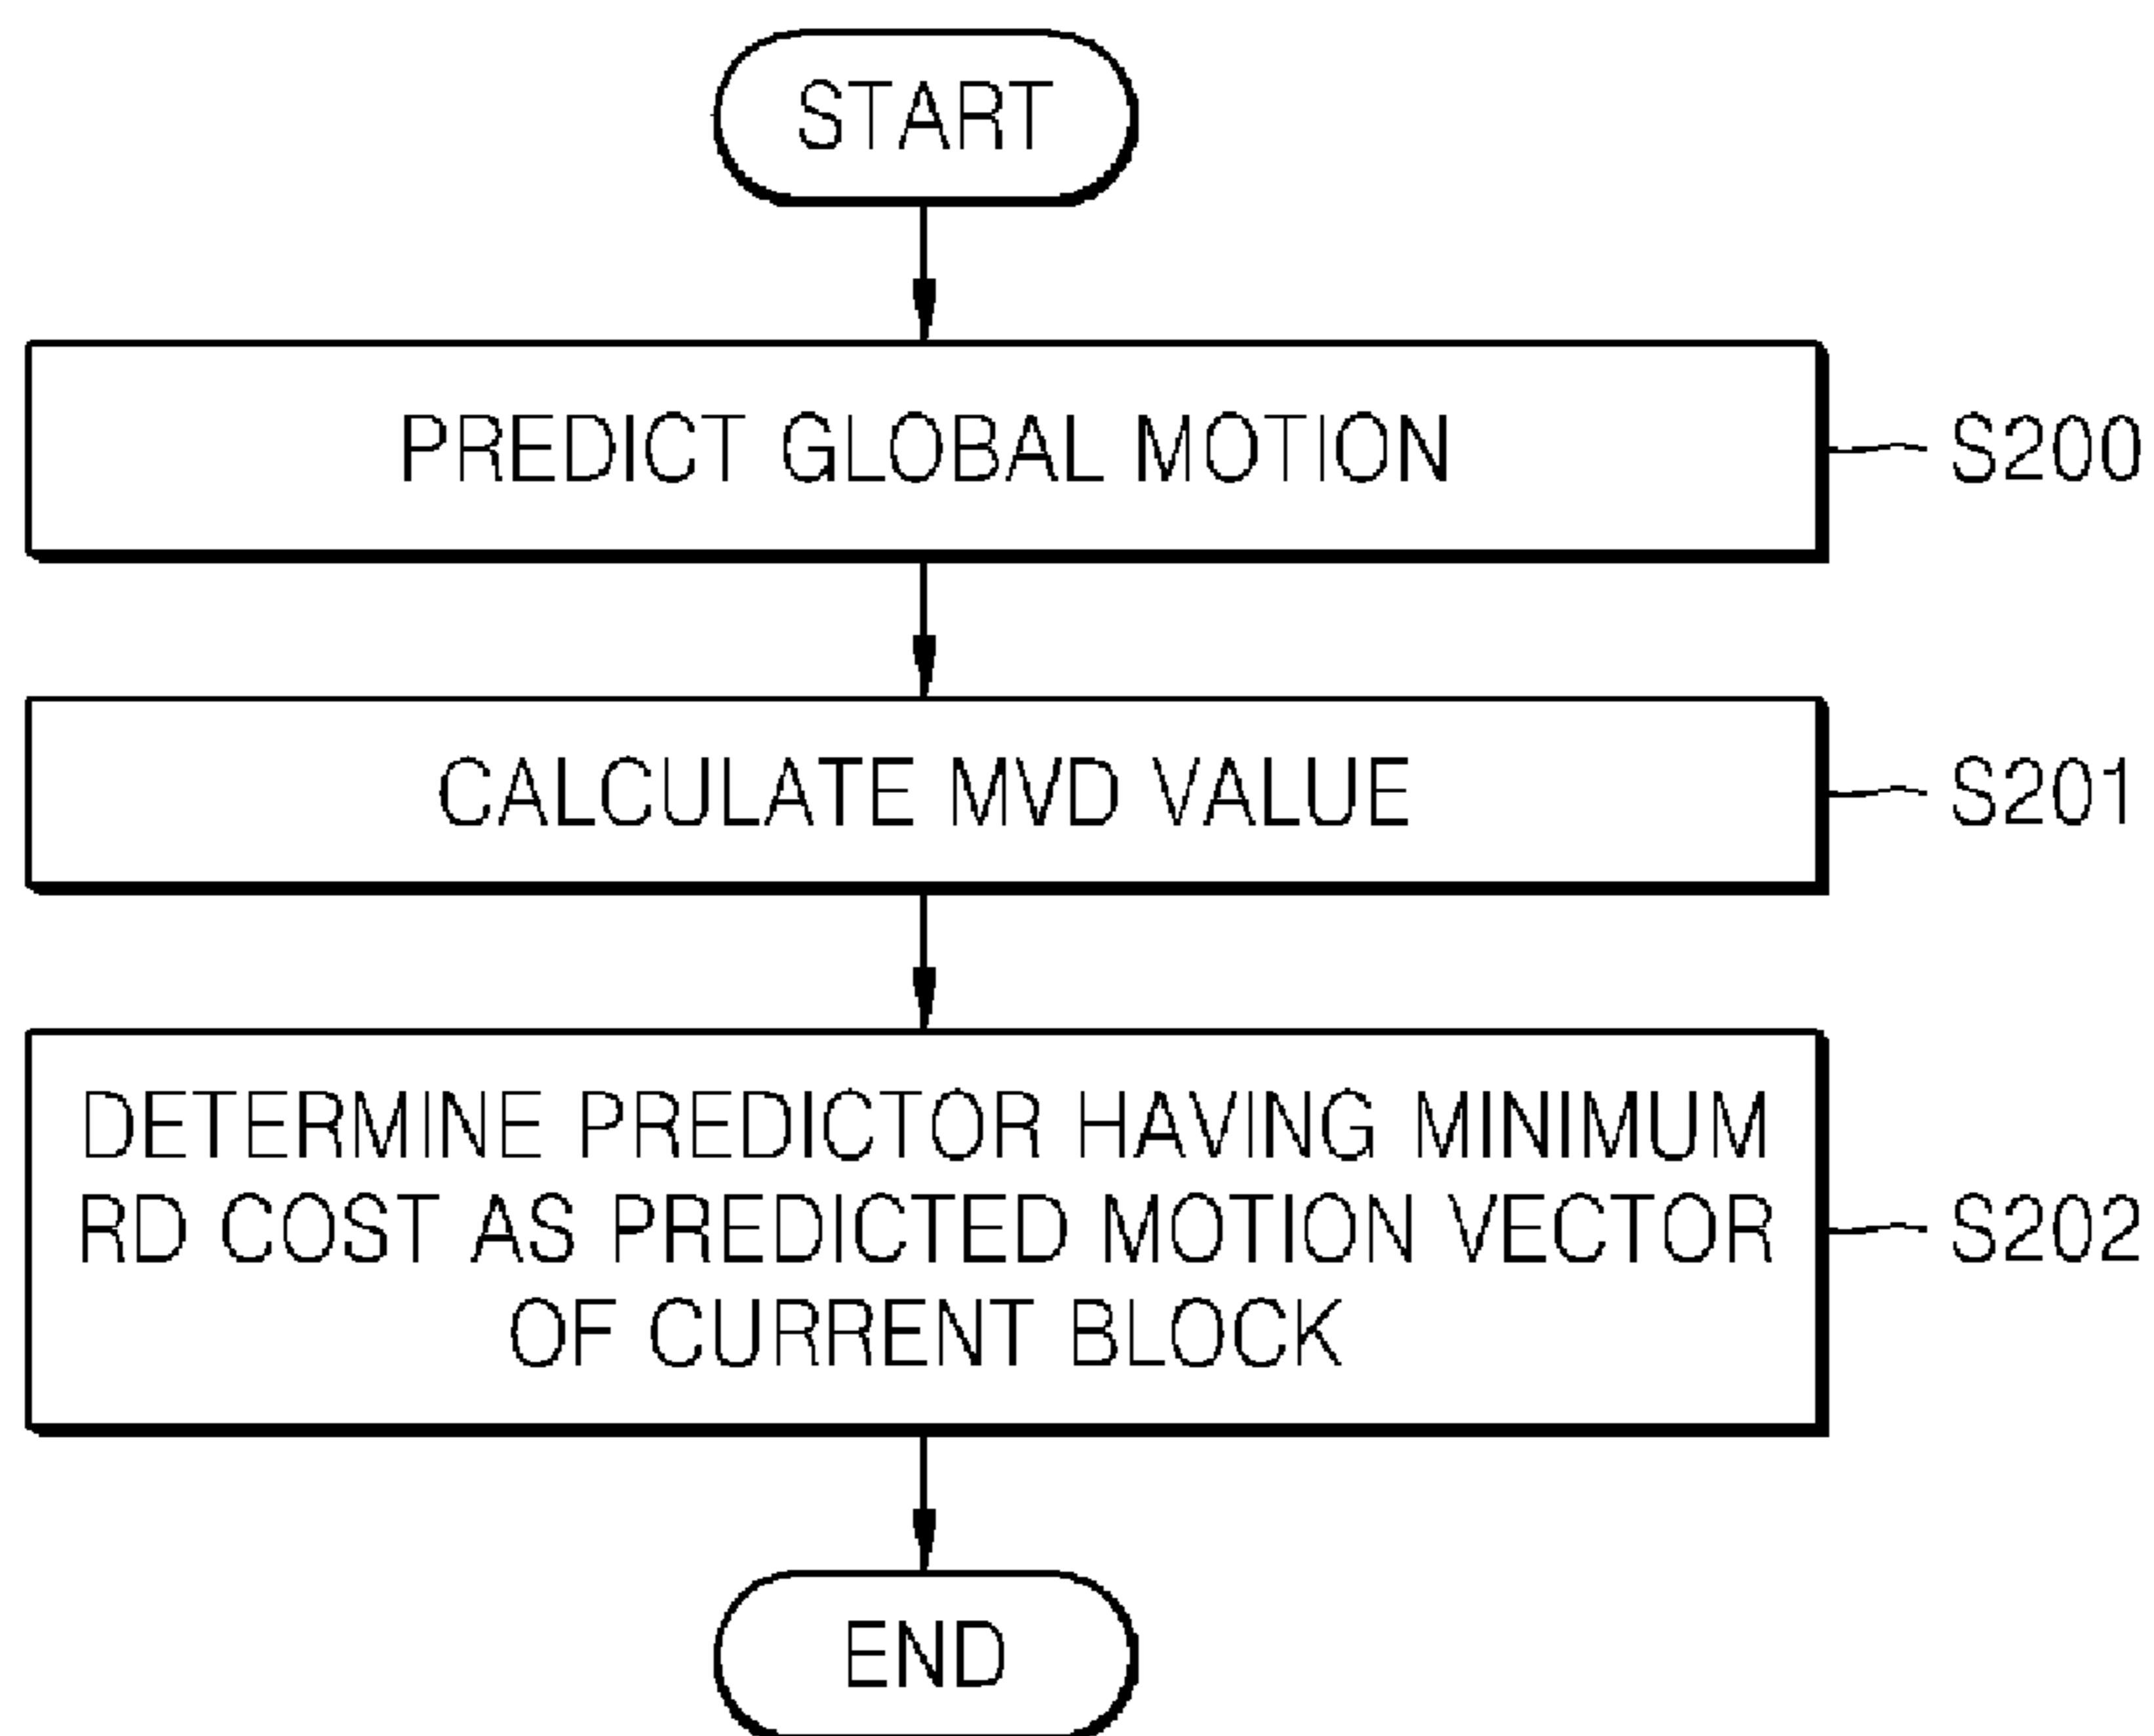 START
PREDICT GLOBAL MOTION
S200
CALCULATE MVD VALUE
S201
DETERMINE PREDICTOR HAVING MINIMUM
RD COST AS PREDICTED MOTION VECTOR
OF CURRENT BLOCK
S202
END